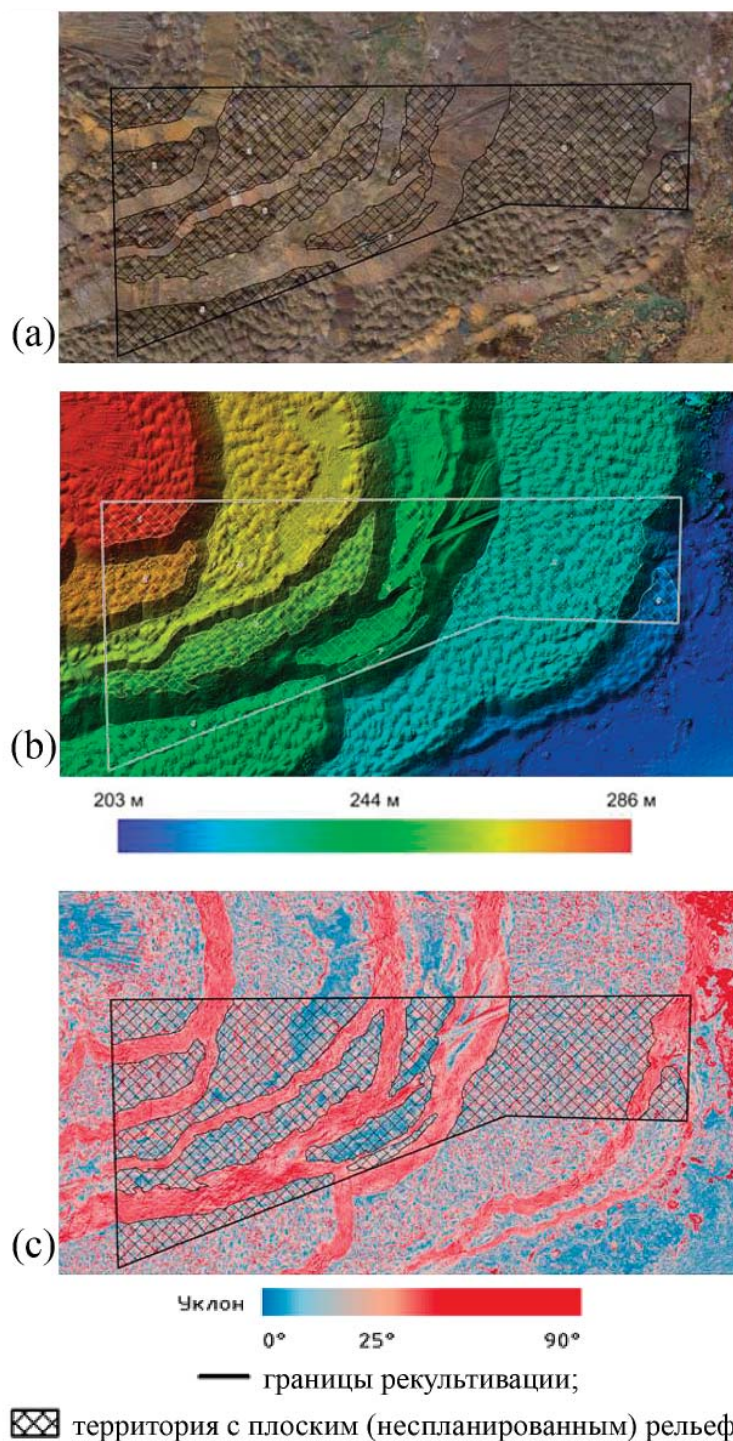 (a)
(b)
203 м 244 м 286 м
(c)
Уклон
0° 25° 90°
границы рекультивации;
территория с плоским (неспланированным) рельеф